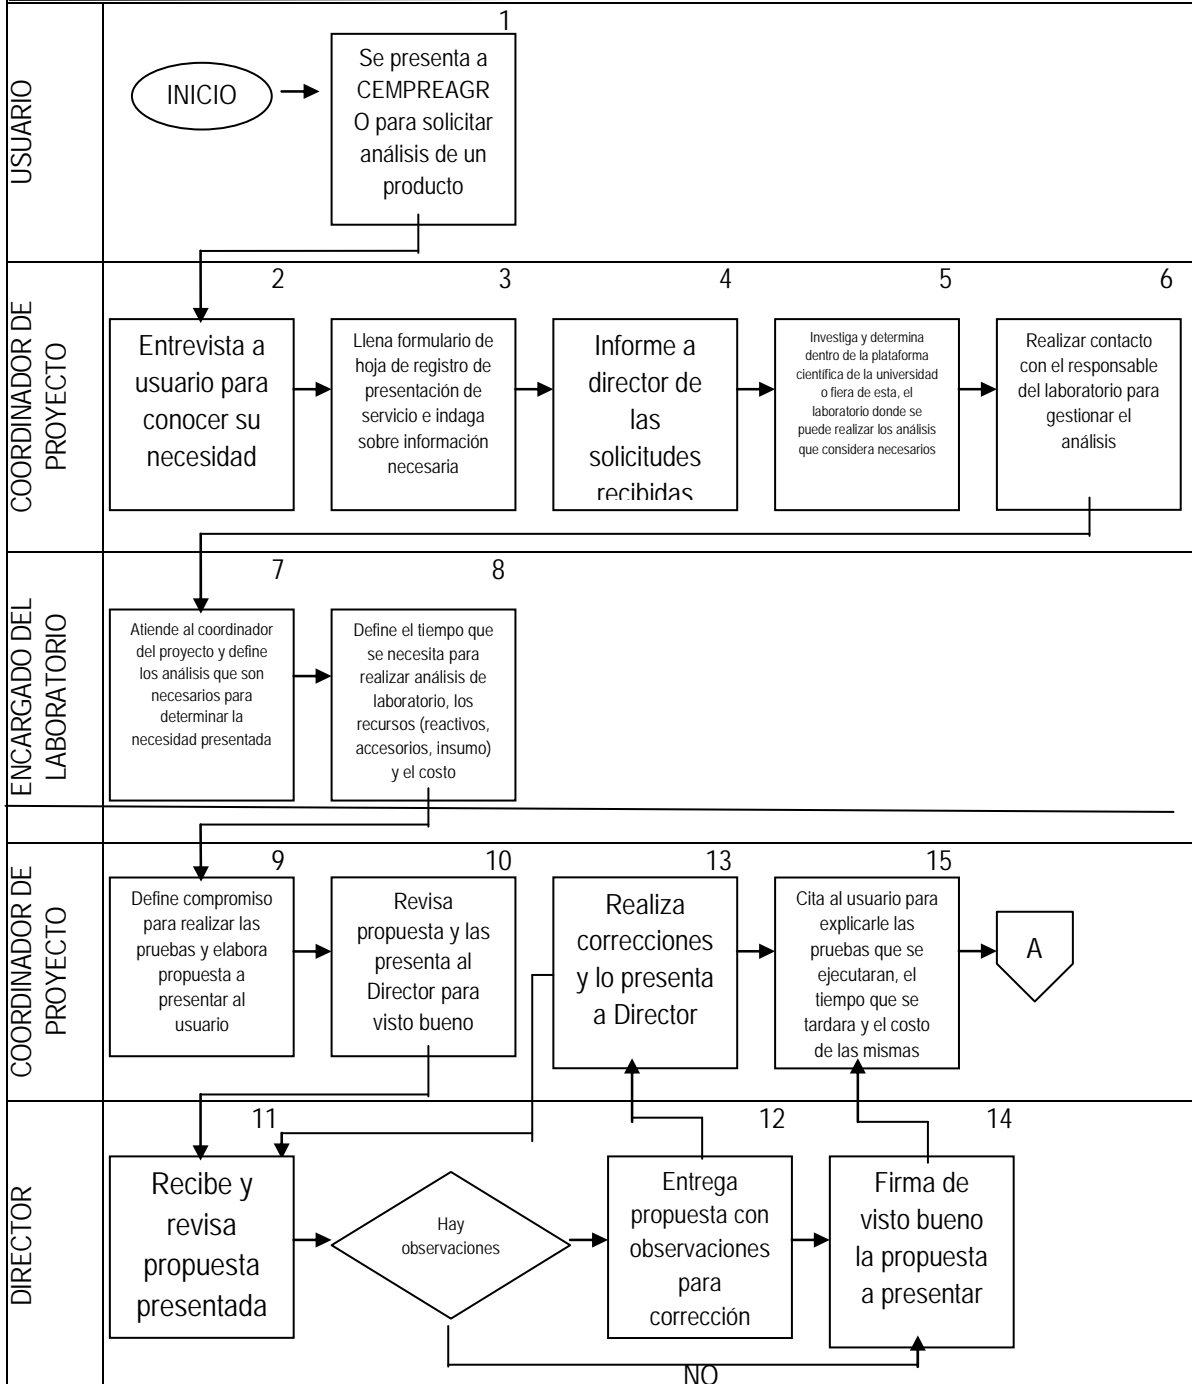 USUARIO
INICIO
1
Se presenta a
CEMPREAGR
O para solicitar
análisis de un
producto
COORDINADOR DE
PROYECTO
2
Entrevista a
usuario para
conocer su
necesidad
3
Llena formulario de
hoja de registro de
presentación de
servicio e indaga
sobre información
necesaria
4
Informe a
director de
las
solicitudes
recibidas
5
Investiga y determina
dentro de la plataforma
científica de la universidad
o fiera de esta, el
laboratorio donde se
puede realizar los análisis
que considera necesarios
6
Realizar contacto
con el responsable
del laboratorio para
gestionar el
análisis
ENCARGADO DEL
LABORATORIO
7
Atiende al coordinador
del proyecto y define
los análisis que son
necesarios para
determinar la
necesidad presentada
8
Define el tiempo que
se necesita para
realizar análisis de
laboratorio, los
recursos (reactivos,
accesorios, insumo)
y el costo
COORDINADOR DE
PROYECTO
9
Define compromiso
para realizar las
pruebas y elabora
propuesta a
presentar al
usuario
10
Revisa
propuesta y las
presenta al
Director para
visto bueno
13
Realiza
correcciones
y lo presenta
a Director
15
Cita al usuario para
explicarle las
pruebas que se
ejecutaran, el
tiempo que se
tardara y el costo
de las mismas
A
DIRECTOR
11
Recibe y
revisa
propuesta
presentada
Hay
observaciones
12
Entrega
propuesta con
observaciones
para
corrección
14
Firma de
visto bueno
la propuesta
a presentar
NO